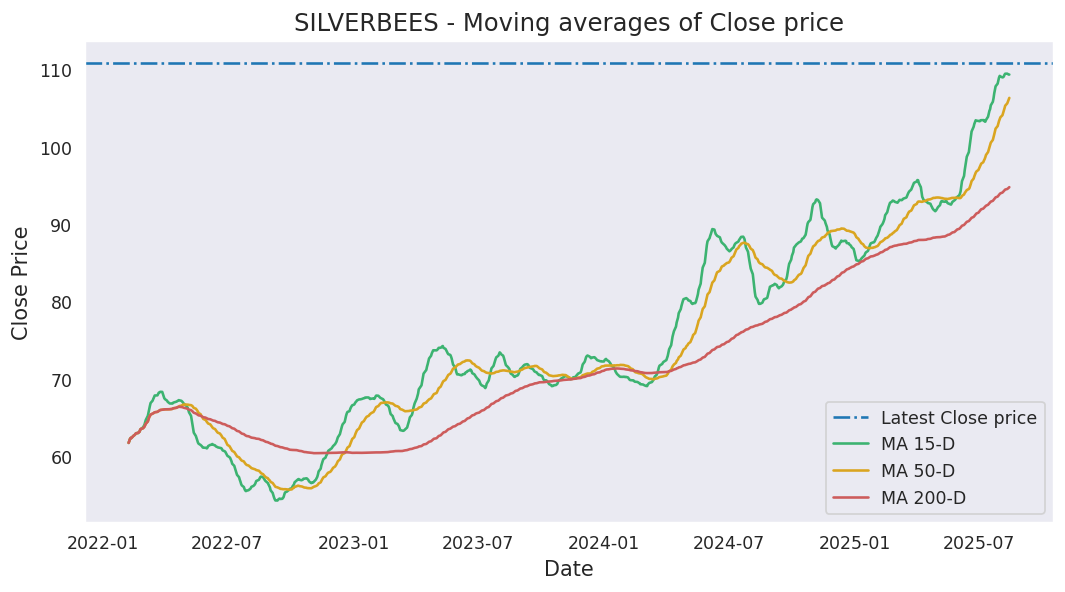 SILVERBEES - Moving averages of Close price
Close Price
110
100
90
80
70
60
Latest Close price
MA 15-D
MA 50-D
MA 200-D
2022-01 2022-07 2023-01 2023-07 2024-01 2024-07 2025-01 2025-07
Date